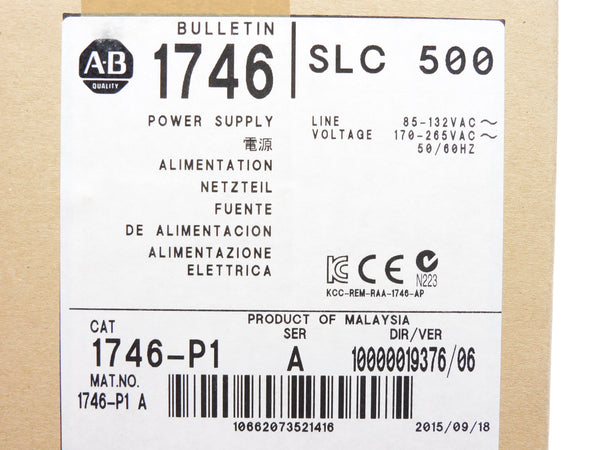 BULLETIN
A-B
QUALITY
1746
SLC 500
POWER SUPPLY
電源
ALIMENTATION
NETZTEIL
FUENTE
DE ALIMENTACION
ALIMENTAZIONE
ELETTRICA
LINE 85-132VAC ~
VOLTAGE 170-265VAC ~
50/60HZ
KC CE N223
KCC-REM-RAA-1746-AP
PRODUCT OF MALAYSIA
CAT SER DIR/VER
1746-P1 A 10000019376/06
MAT.NO.
1746-P1 A
10662073521416
2015/09/18